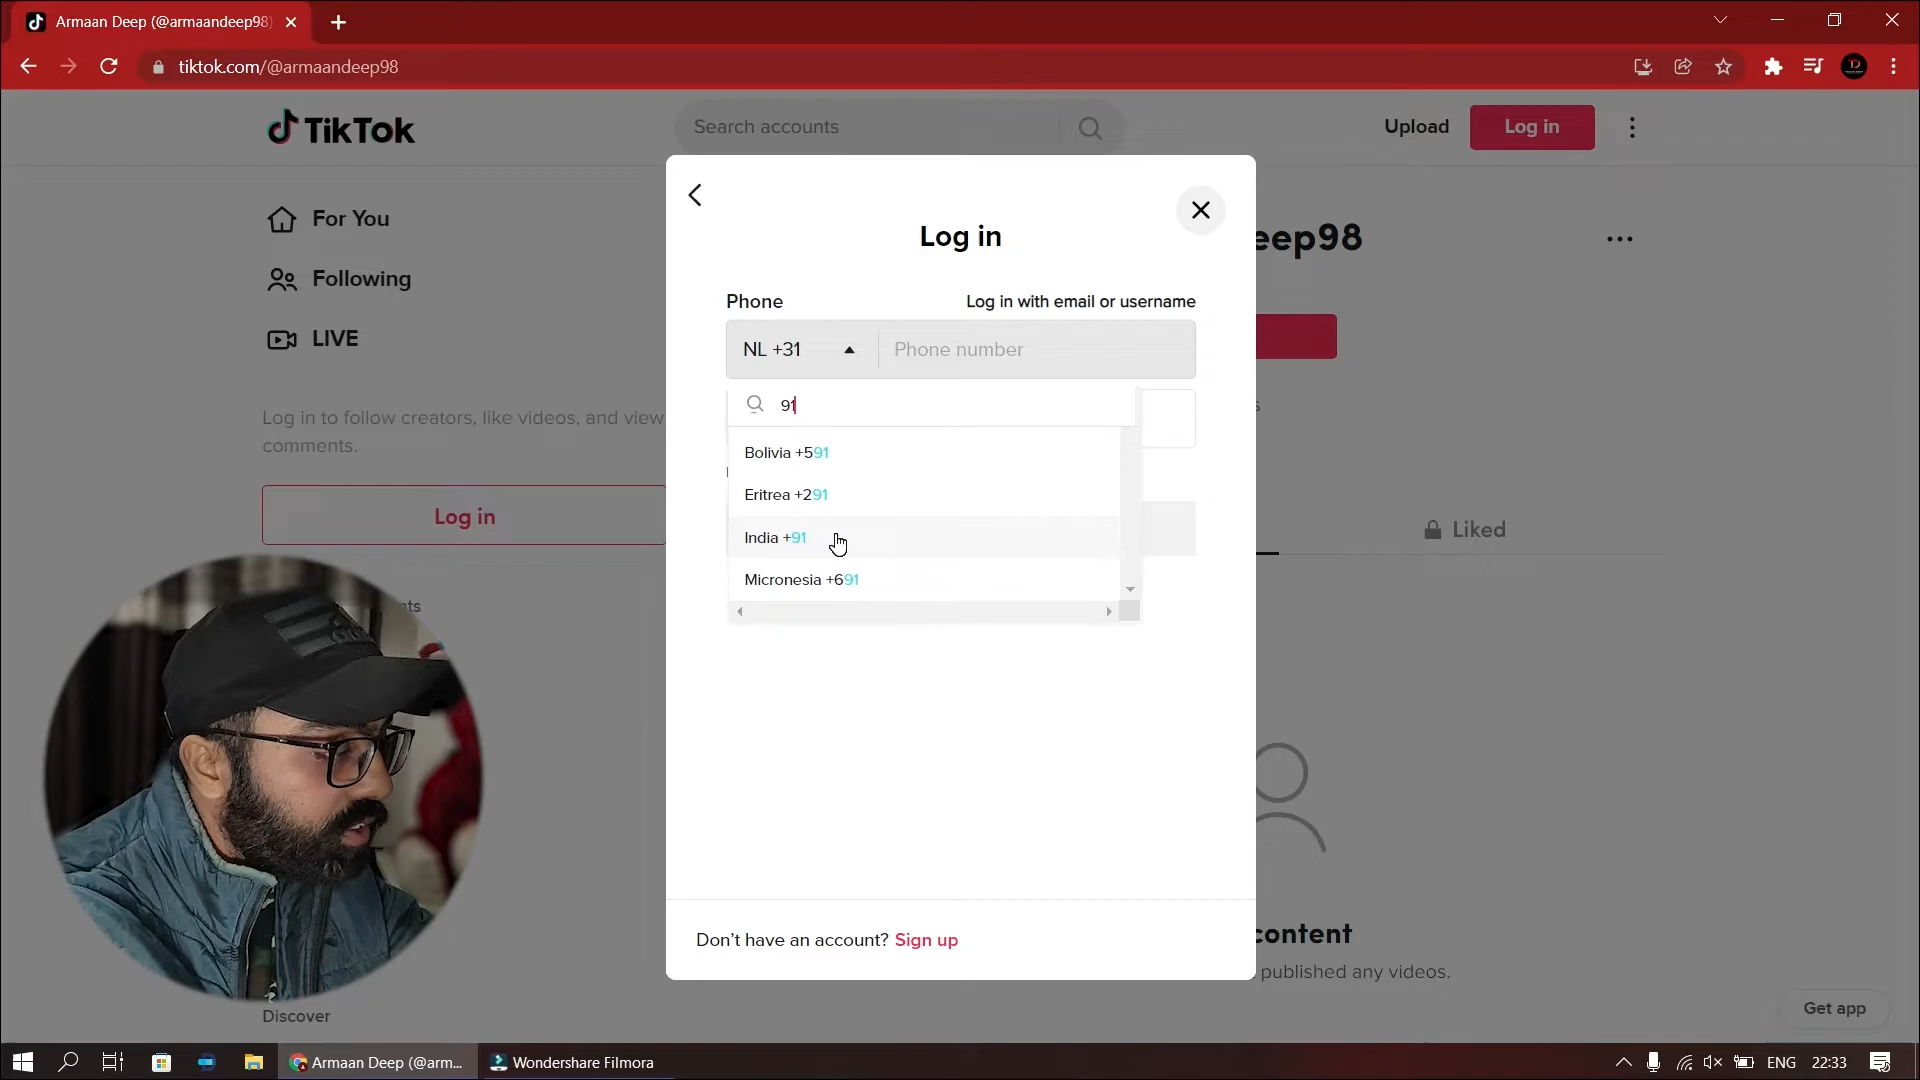 Armaan Deep (@armaandeep98)
tiktok.com/@armaandeep98
TikTok
Search accounts
Upload
Log in
For You
Following
LIVE
Log in to follow creators, like videos, and view
comments.
Log in
Discover
eep98
Liked
content
published any videos.
Get app
Log in
Phone
Log in with email or username
NL +31
Phone number
91
Bolivia +591
Eritrea +291
India +91
Micronesia +691
Don't have an account? Sign up
Armaan Deep (@arm...
Wondershare Filmora
ENG
22:33